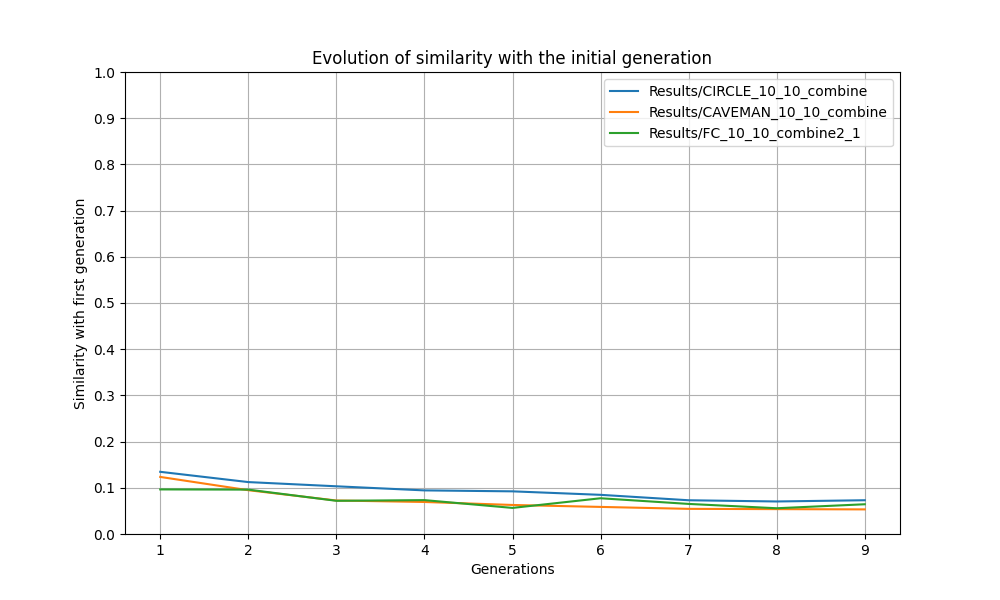 Evolution of similarity with the initial generation
Results/CIRCLE_10_10_combine
Results/CAVEMAN_10_10_combine
Results/FC_10_10_combine2_1
Similarity with first generation
1.0
0.9
0.8
0.7
0.6
0.5
0.4
0.3
0.2
0.1
0.0
1 2 3 4 5 6 7 8 9
Generations